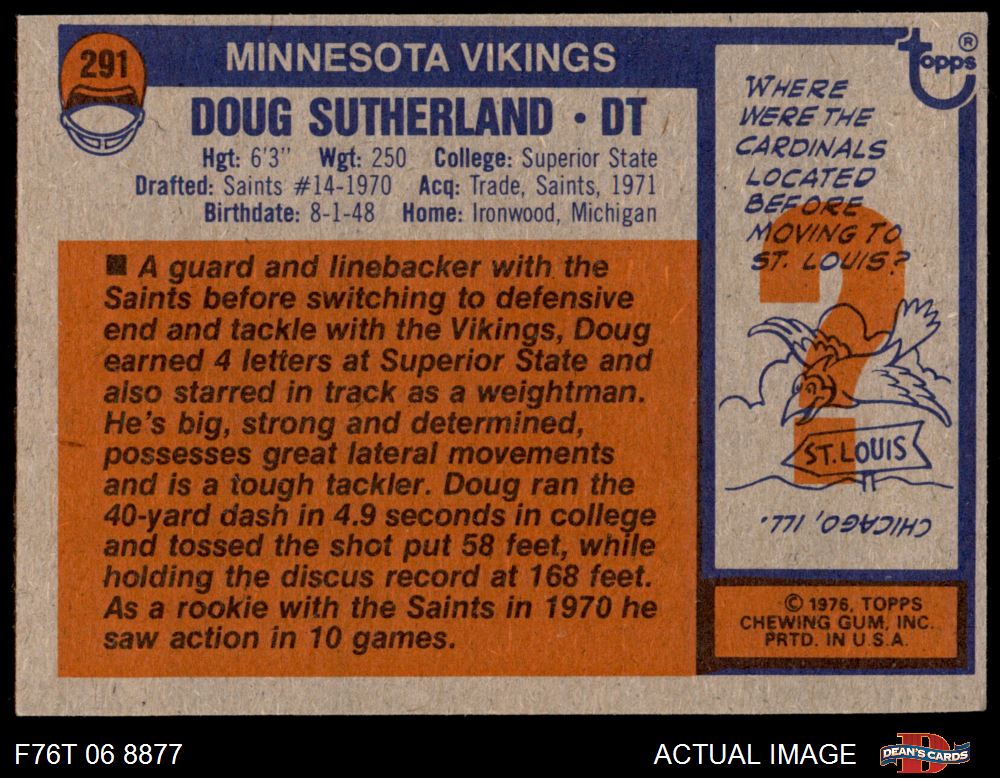 291
MINNESOTA VIKINGS
DOUG SUTHERLAND • DT
Hgt: 6'3" Wgt: 250 College: Superior State
Drafted: Saints #14-1970 Acq: Trade, Saints, 1971
Birthdate: 8-1-48 Home: Ironwood, Michigan
■ A guard and linebacker with the
Saints before switching to defensive
end and tackle with the Vikings, Doug
earned 4 letters at Superior State and
also starred in track as a weightman.
He's big, strong and determined,
possesses great lateral movements
and is a tough tackler. Doug ran the
40-yard dash in 4.9 seconds in college
and tossed the shot put 58 feet, while
holding the discus record at 168 feet.
As a rookie with the Saints in 1970 he
saw action in 10 games.
topps®
WHERE
WERE THE
CARDINALS
LOCATED
BEFORE
MOVING TO
ST. LOUIS?
?
ST. LOUIS
CHICAGO, ILL.
© 1976, TOPPS
CHEWING GUM, INC.
PRTD. IN U.S.A.
F76T 06 8877
ACTUAL IMAGE
D
DEAN'S CARDS